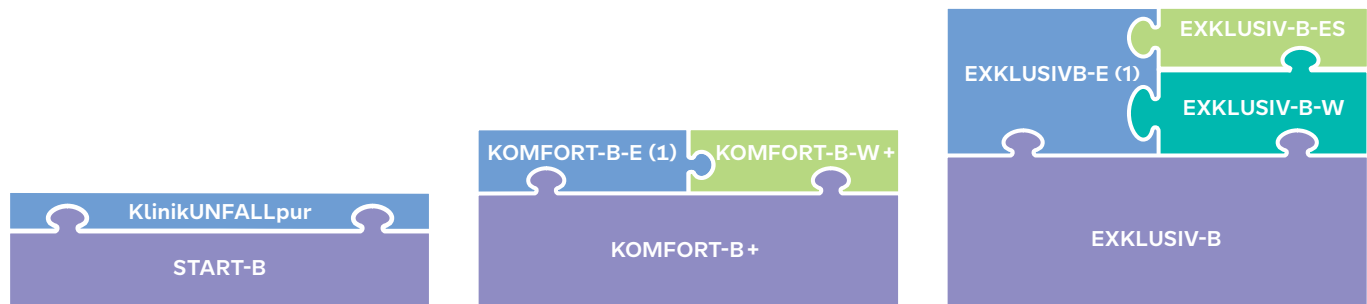 KlinikUNFALLpur
START-B
KOMFORT-B-E (1)
KOMFORT-B-W +
KOMFORT-B +
EXKLUSIVB-E (1)
EXKLUSIV-B-ES
EXKLUSIV-B-W
EXKLUSIV-B